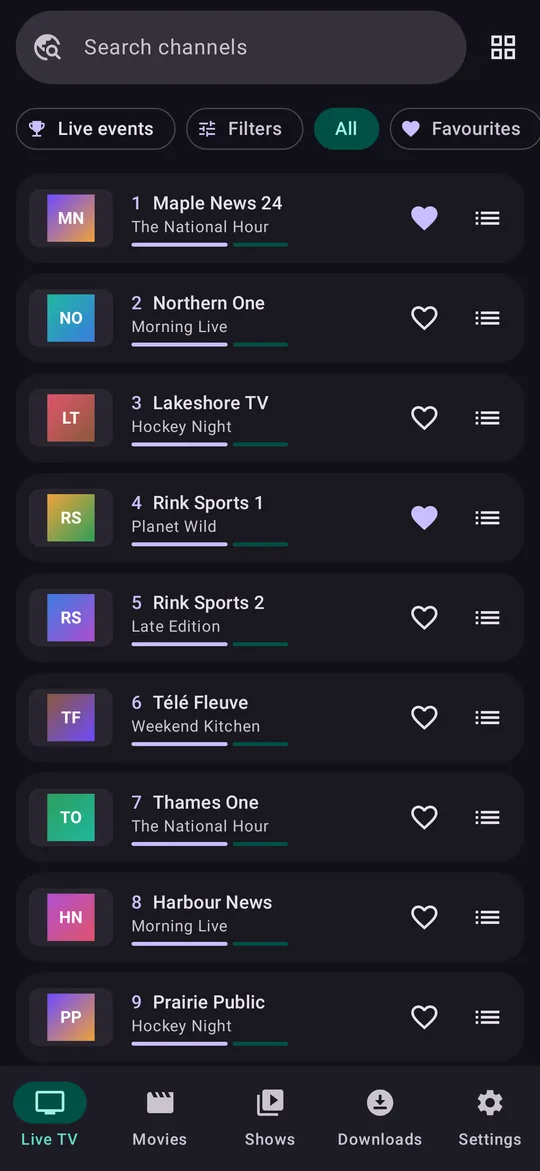 Search channels
Live events
Filters
All
Favourites
MN
1 Maple News 24
The National Hour
NO
2 Northern One
Morning Live
LT
3 Lakeshore TV
Hockey Night
RS
4 Rink Sports 1
Planet Wild
RS
5 Rink Sports 2
Late Edition
TF
6 Télé Fleuve
Weekend Kitchen
TO
7 Thames One
The National Hour
HN
8 Harbour News
Morning Live
PP
9 Prairie Public
Hockey Night
Live TV
Movies
Shows
Downloads
Settings